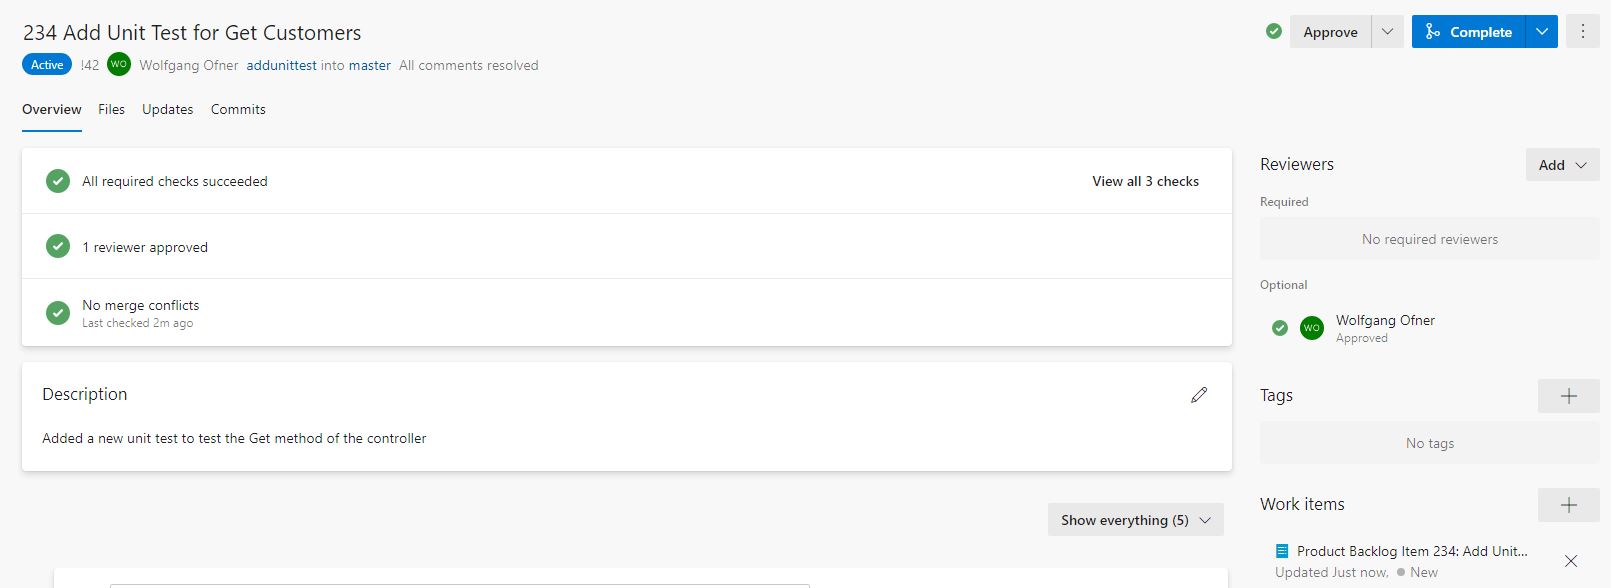 234 Add Unit Test for Get Customers
Approve
Complete
Active !42 WO Wolfgang Ofner addunittest into master All comments resolved
Overview Files Updates Commits
All required checks succeeded
View all 3 checks
1 reviewer approved
No merge conflicts
Last checked 2m ago
Description
Added a new unit test to test the Get method of the controller
Show everything (5)
Reviewers
Add
Required
No required reviewers
Optional
WO Wolfgang Ofner
Approved
Tags
No tags
Work items
Product Backlog Item 234: Add Unit...
Updated Just now, New